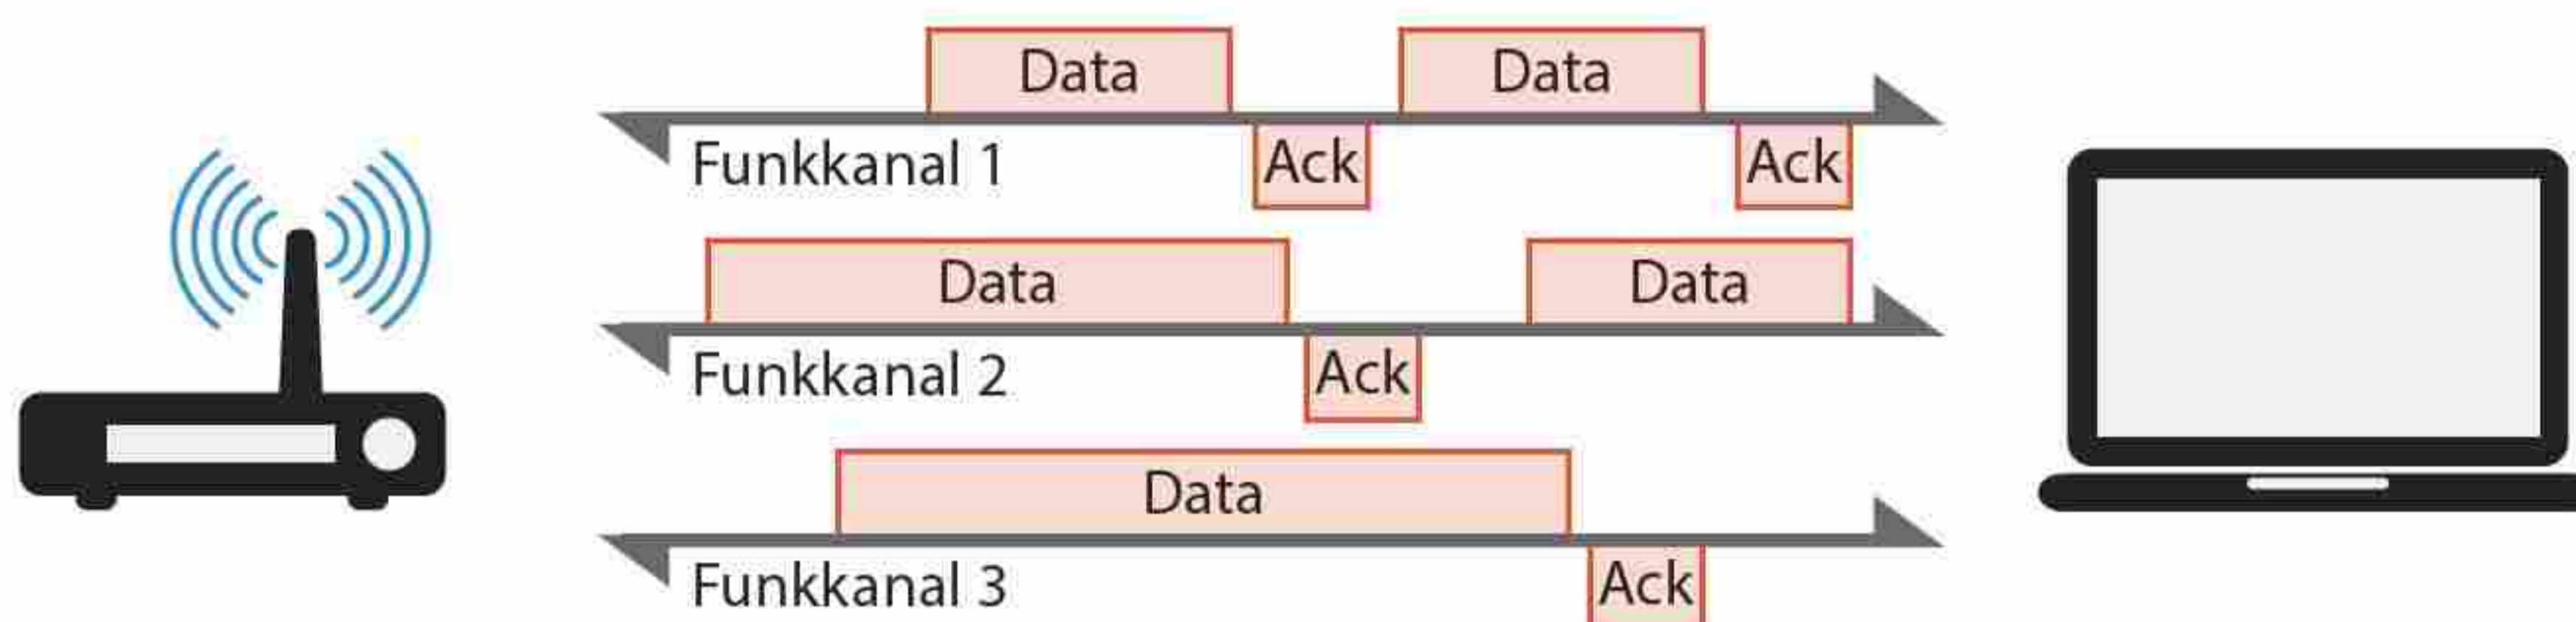 Data Data
Funkkanal 1 Ack Ack
Data Data
Funkkanal 2 Ack
Data
Funkkanal 3 Ack